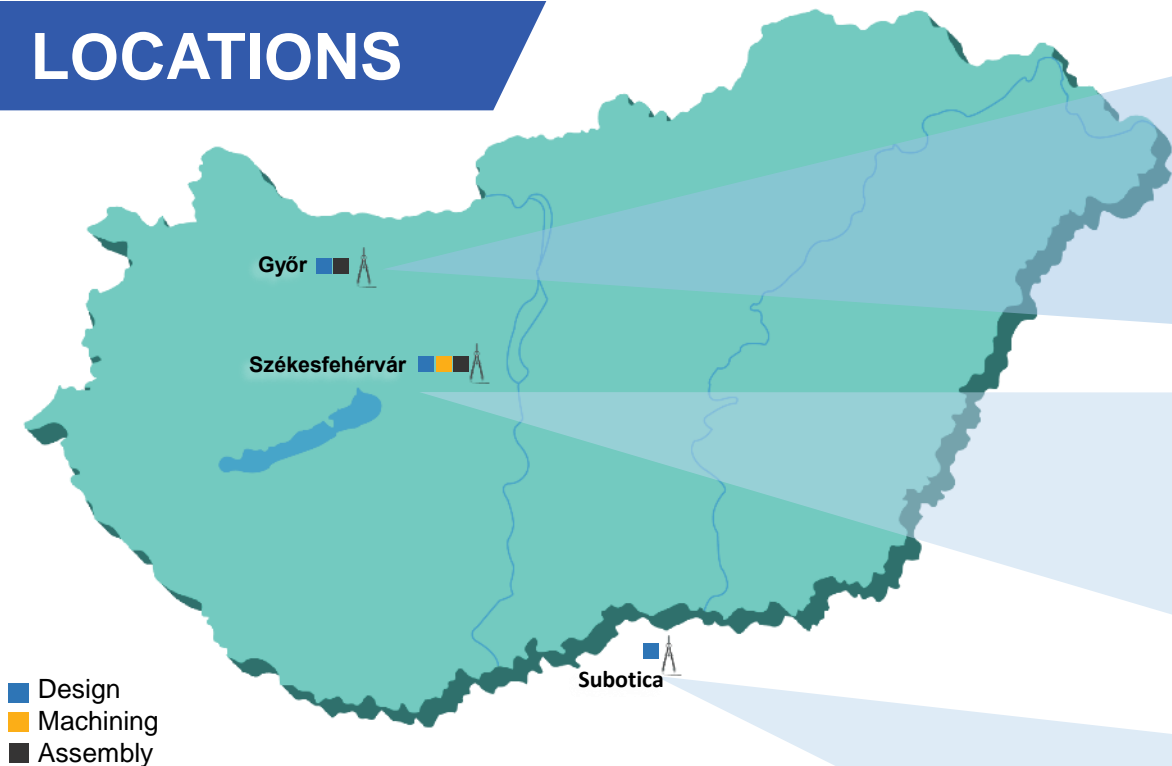 LOCATIONS
Győr
Székesfehérvár
Subotica
Design
Machining
Assembly